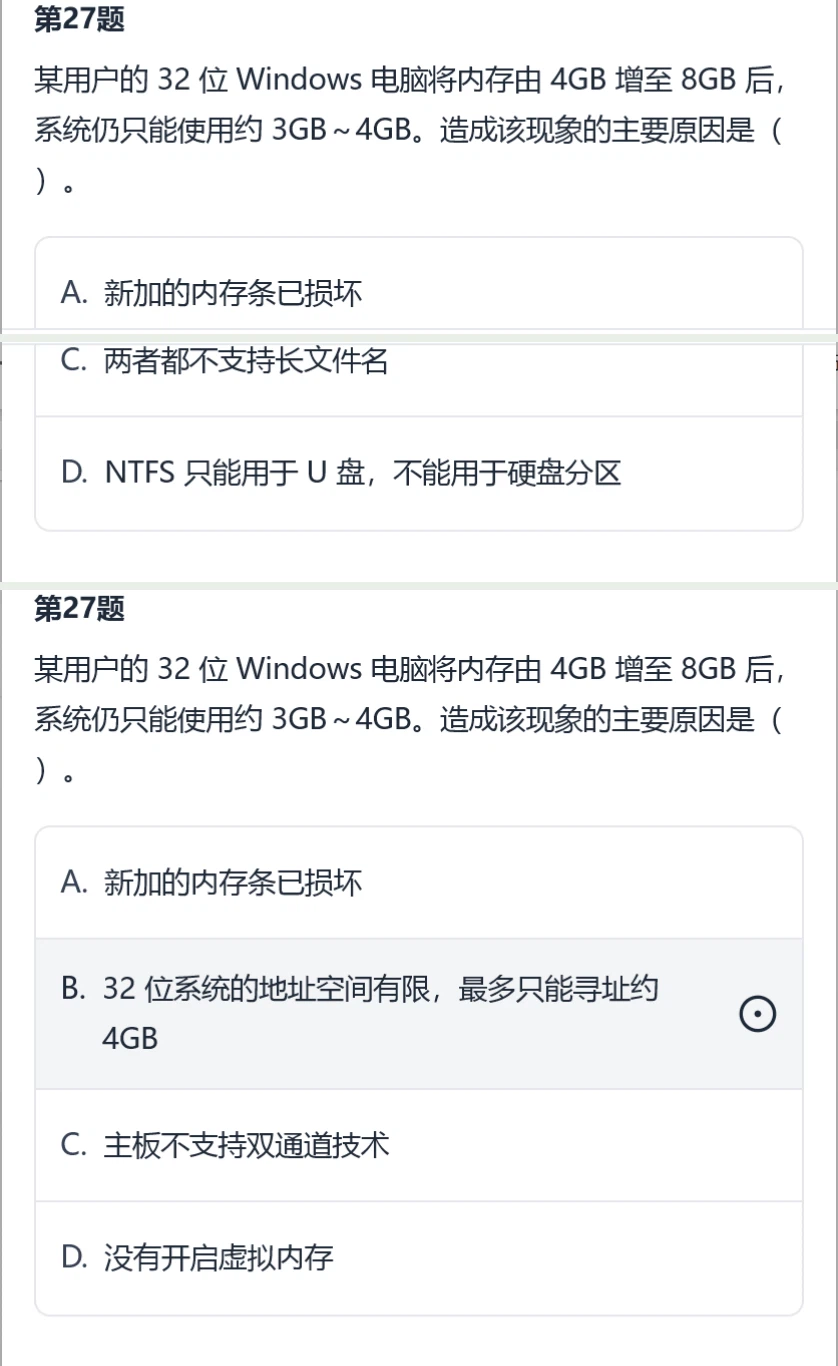 第27题
某用户的 32 位 Windows 电脑将内存由 4GB 增至 8GB 后，
系统仍只能使用约 3GB～4GB。造成该现象的主要原因是（
）。
A. 新加的内存条已损坏
C. 两者都不支持长文件名
D. NTFS 只能用于 U 盘，不能用于硬盘分区
第27题
某用户的 32 位 Windows 电脑将内存由 4GB 增至 8GB 后，
系统仍只能使用约 3GB～4GB。造成该现象的主要原因是（
）。
A. 新加的内存条已损坏
B. 32 位系统的地址空间有限，最多只能寻址约
4GB
C. 主板不支持双通道技术
D. 没有开启虚拟内存